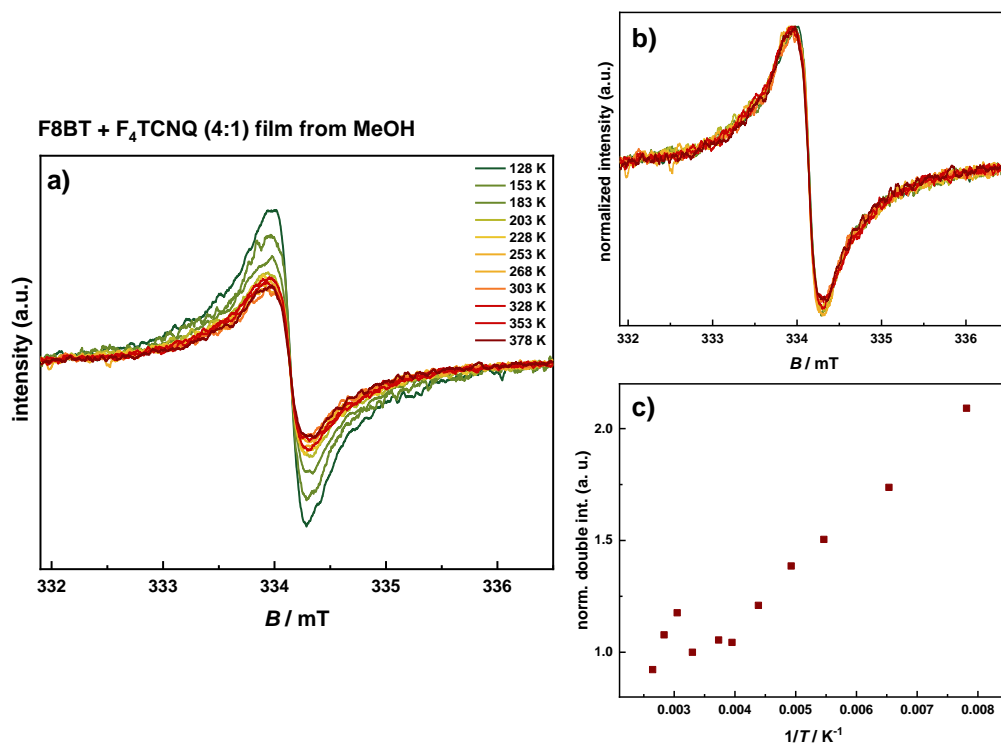 F8BT + F₄TCNQ (4:1) film from MeOH
a)
128 K
153 K
183 K
203 K
228 K
253 K
268 K
303 K
328 K
353 K
378 K
intensity (a.u.)
332 333 334 335 336
B / mT
b)
normalized intensity (a.u.)
332 333 334 335 336
B / mT
c)
norm. double int. (a. u.)
2.0
1.5
1.0
0.003 0.004 0.005 0.006 0.007 0.008
1/T / K⁻¹